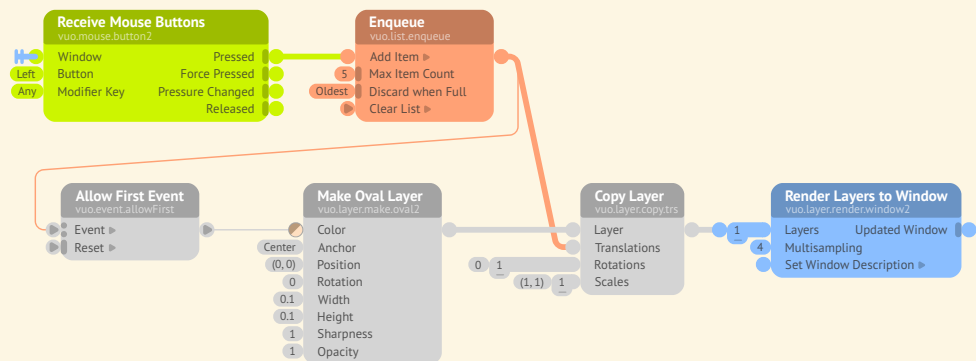 Receive Mouse Buttons
vuo.mouse.button2
Window Pressed
Left Button Force Pressed
Any Modifier Key Pressure Changed
Released
Enqueue
vuo.list.enqueue
Add Item
5 Max Item Count
Oldest Discard when Full
Clear List
Allow First Event
vuo.event.allowFirst
Event
Reset
Make Oval Layer
vuo.layer.make.oval2
Color
Center Anchor
(0, 0) Position
0 Rotation
0.1 Width
0.1 Height
1 Sharpness
1 Opacity
Copy Layer
vuo.layer.copy.trs
Layer
Translations
0 1 Rotations
(1, 1) 1 Scales
Render Layers to Window
vuo.layer.render.window2
1 Layers Updated Window
4 Multisampling
Set Window Description